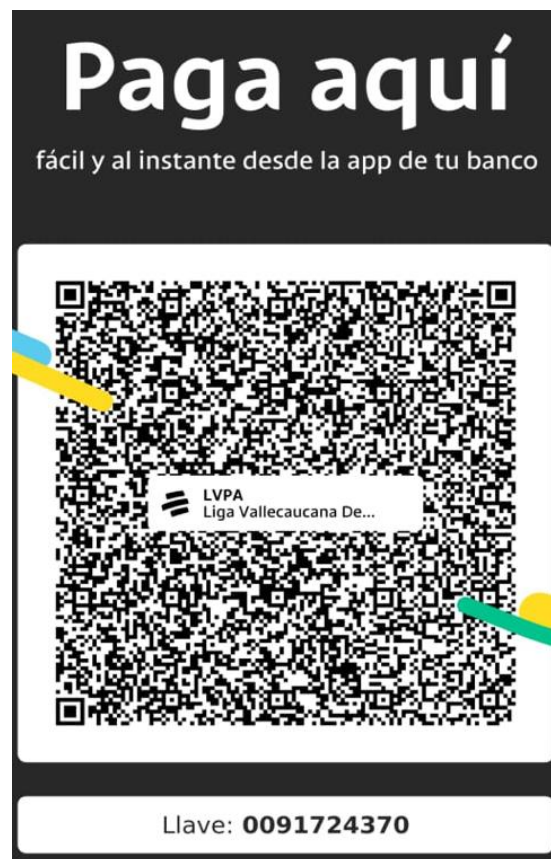 Paga aquí
fácil y al instante desde la app de tu banco
LVPA
Liga Vallecaucana De...
Llave: 0091724370